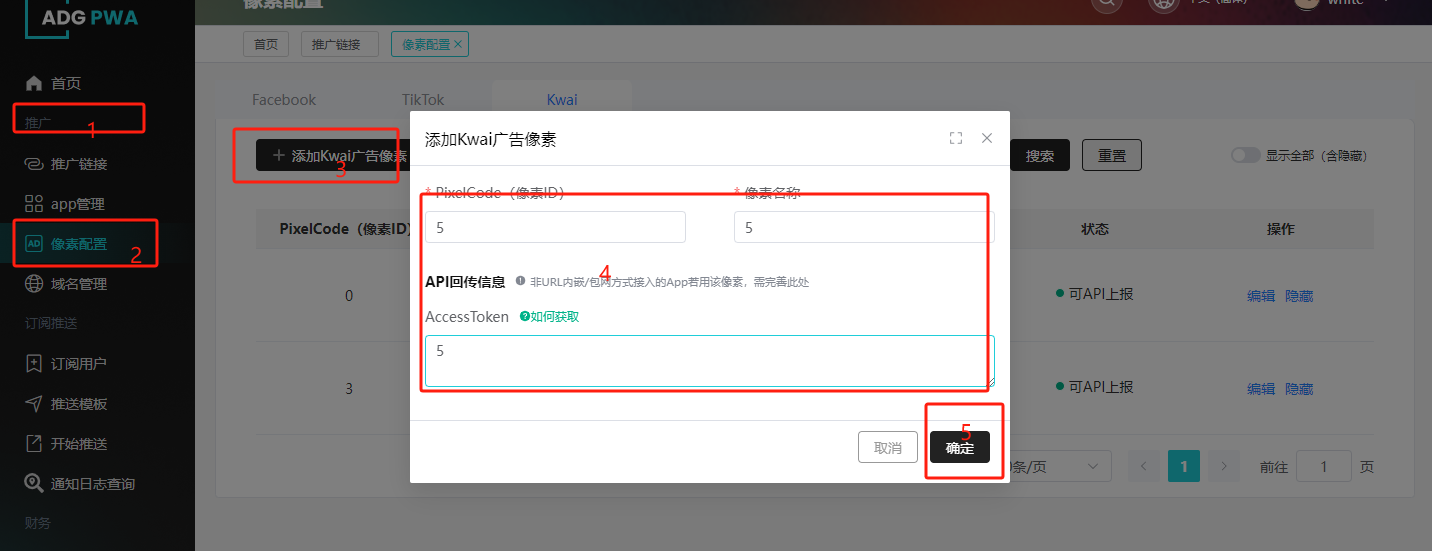 ADG PWA
像素配置
中文（简体）
white
首页
推广链接
像素配置
首页
推广
1
推广链接
app管理
像素配置
2
域名管理
订阅推送
订阅用户
推送模板
开始推送
通知日志查询
财务
Facebook
TikTok
Kwai
添加Kwai广告像素
3
搜索
重置
显示全部（含隐藏）
PixelCode（像素ID）
状态
操作
0
可API上报
编辑 隐藏
3
可API上报
编辑 隐藏
条/页
1
前往
1
页
添加Kwai广告像素
* PixelCode（像素ID）
* 像素名称
5
5
4
API回传信息
非URL内嵌/包网方式接入的App若用该像素，需完善此处
AccessToken
如何获取
5
取消
确定
5